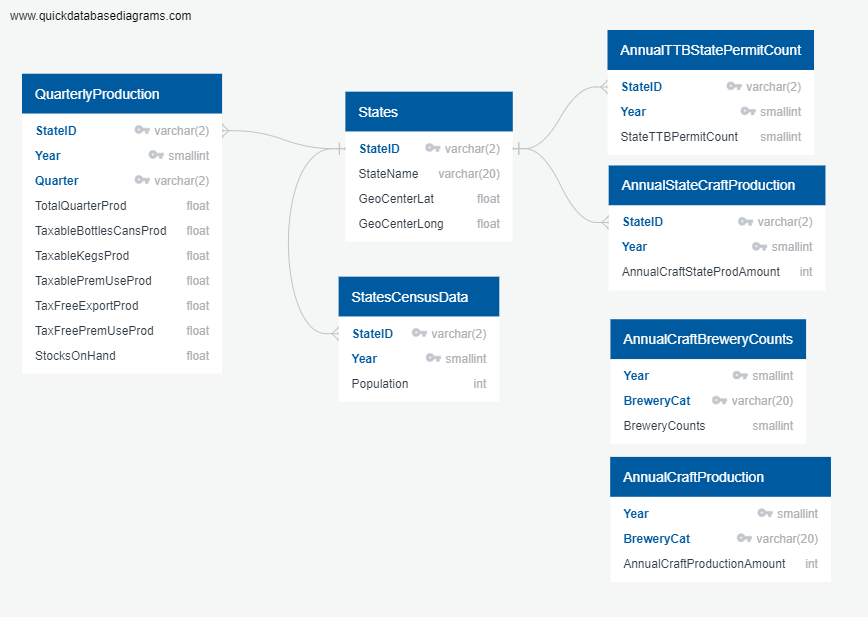 www.quickdatabasediagrams.com
QuarterlyProduction
StateID varchar(2)
Year smallint
Quarter varchar(2)
TotalQuarterProd float
TaxableBottlesCansProd float
TaxableKegsProd float
TaxablePremUseProd float
TaxFreeExportProd float
TaxFreePremUseProd float
StocksOnHand float
States
StateID varchar(2)
StateName varchar(20)
GeoCenterLat float
GeoCenterLong float
StatesCensusData
StateID varchar(2)
Year smallint
Population int
AnnualTTBStatePermitCount
StateID varchar(2)
Year smallint
StateTTBPermitCount smallint
AnnualStateCraftProduction
StateID varchar(2)
Year smallint
AnnualCraftStateProdAmount int
AnnualCraftBreweryCounts
Year smallint
BreweryCat varchar(20)
BreweryCounts smallint
AnnualCraftProduction
Year smallint
BreweryCat varchar(20)
AnnualCraftProductionAmount int